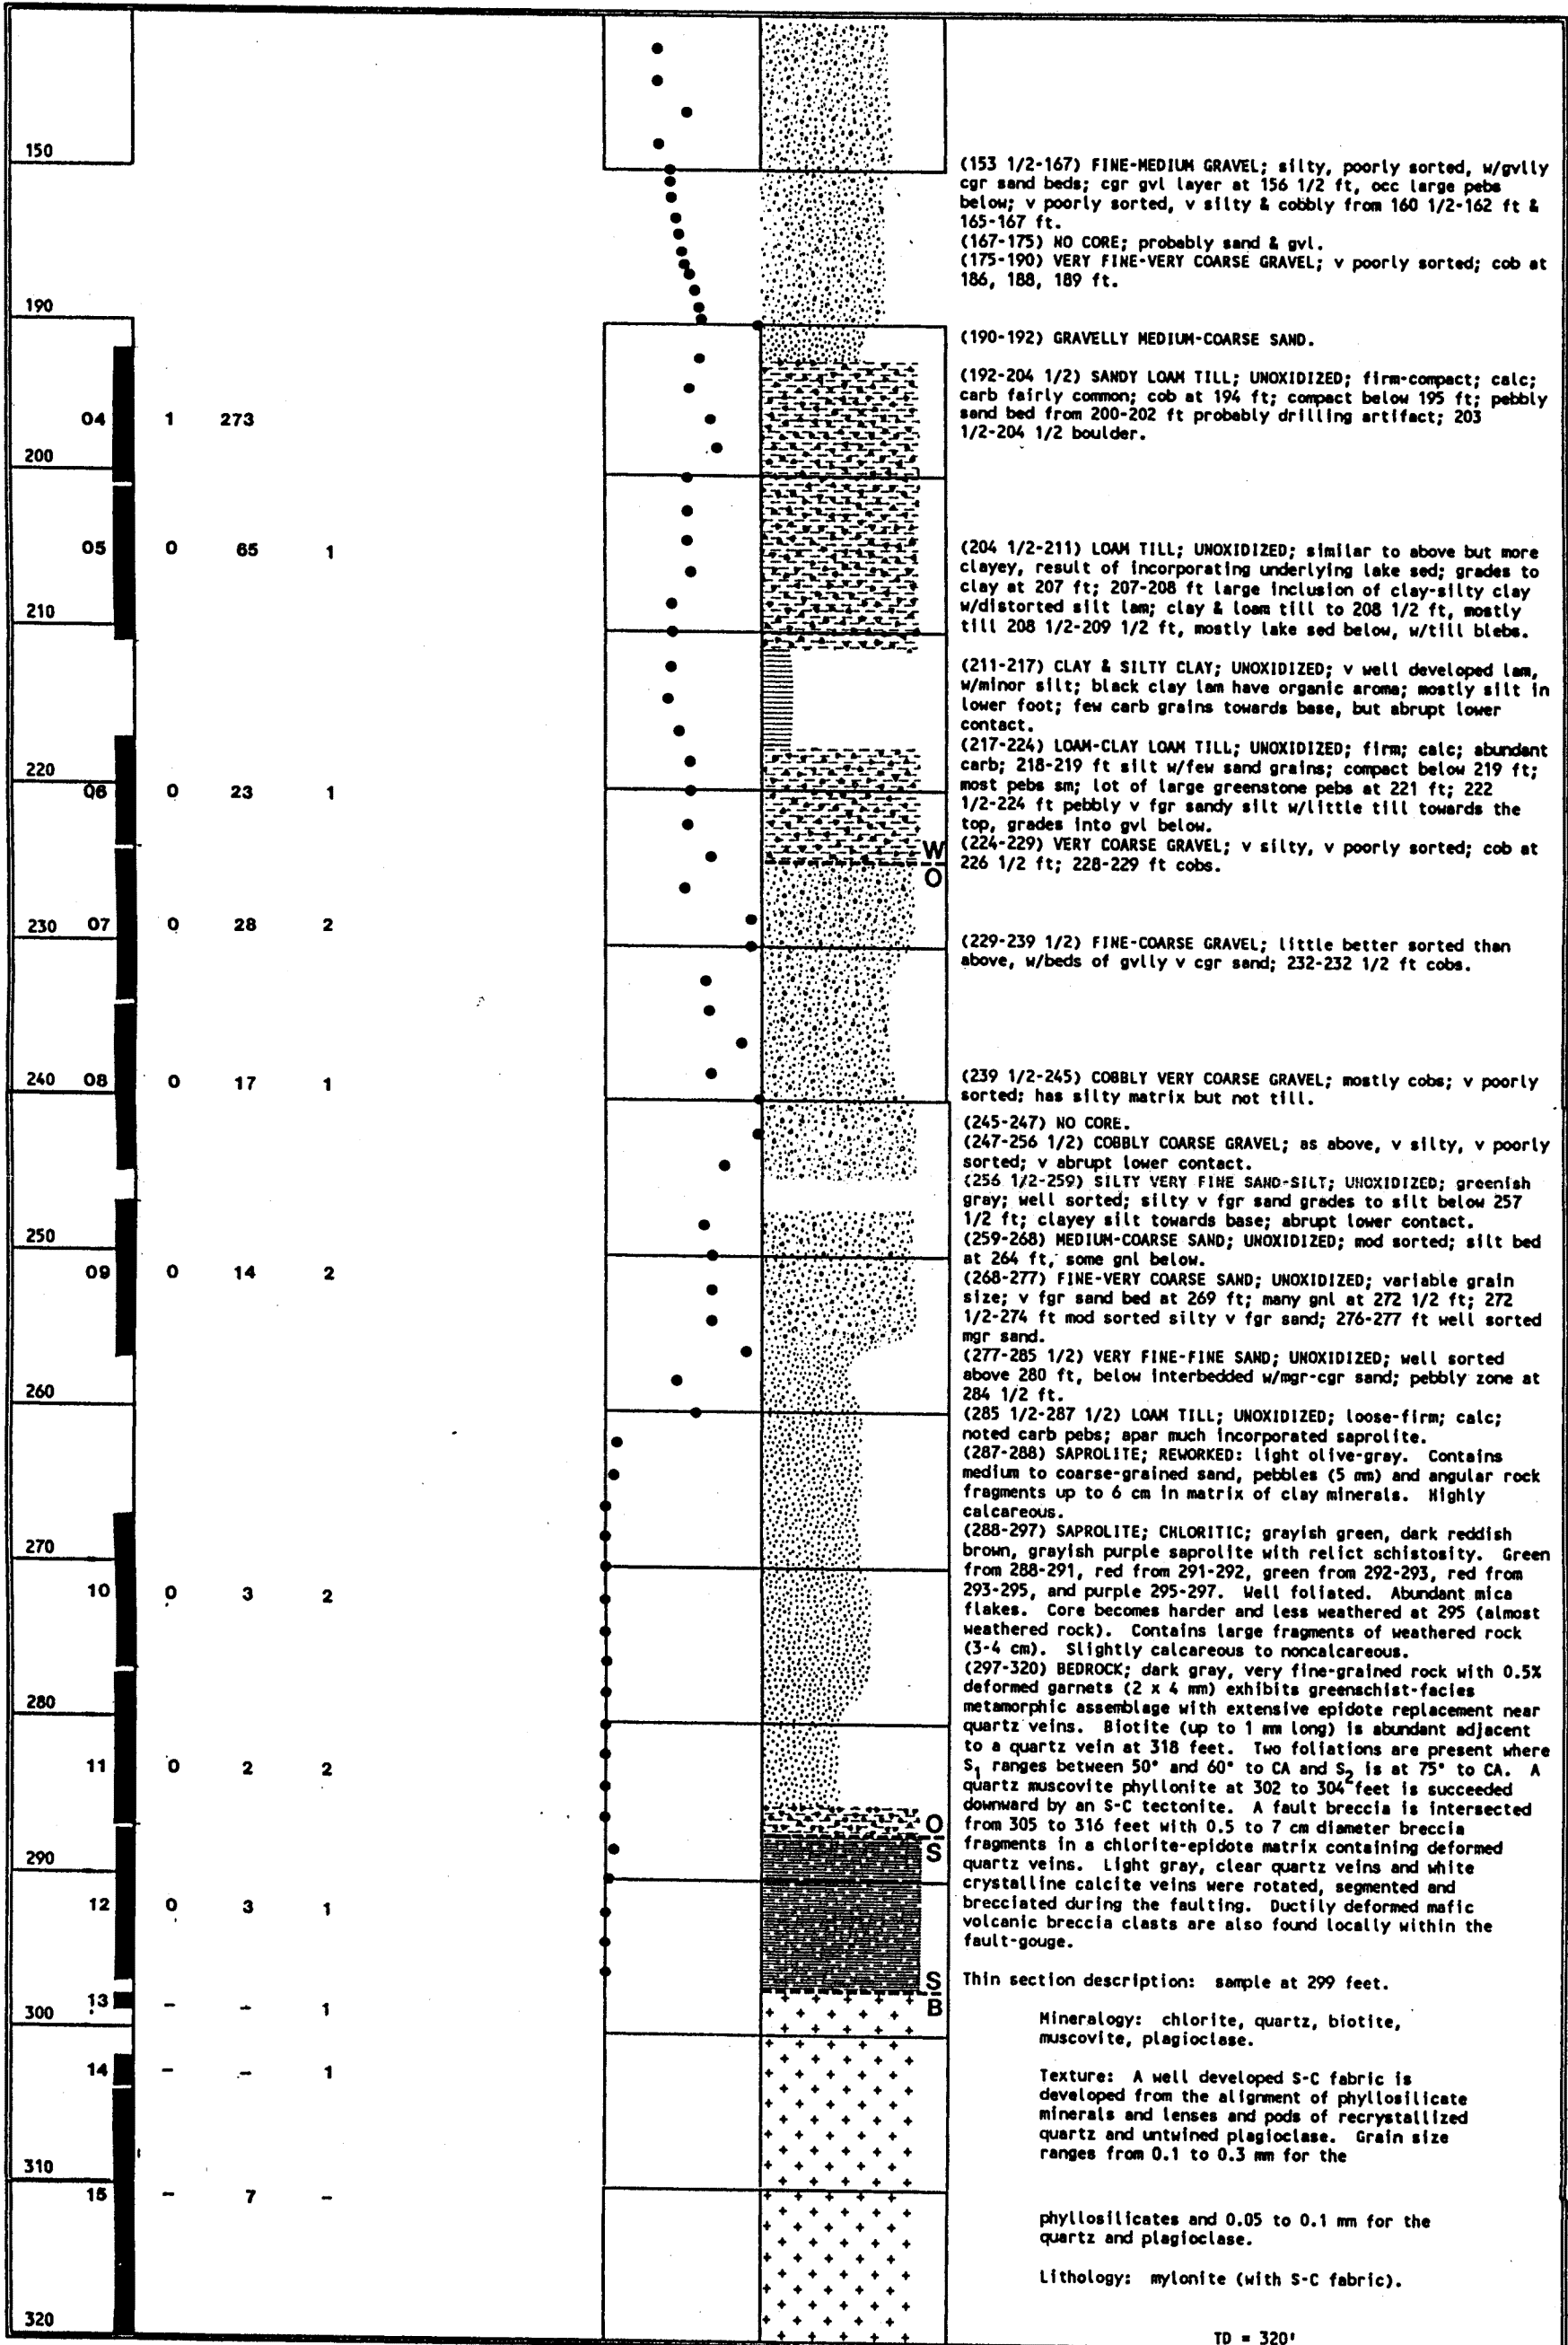 150
(153 1/2-167) FINE-MEDIUM GRAVEL; silty, poorly sorted, w/gvlly
cgr sand beds; cgr gvl layer at 156 1/2 ft, occ large pebs
below; v poorly sorted, v silty & cobbly from 160 1/2-162 ft &
165-167 ft.
(167-175) NO CORE; probably sand & gvl.
(175-190) VERY FINE-VERY COARSE GRAVEL; v poorly sorted; cob at
186, 188, 189 ft.
190
(190-192) GRAVELLY MEDIUM-COARSE SAND.
(192-204 1/2) SANDY LOAM TILL; UNOXIDIZED; firm-compact; calc;
carb fairly common; cob at 194 ft; compact below 195 ft; pebbly
sand bed from 200-202 ft probably drilling artifact; 203
1/2-204 1/2 boulder.
04 1 273
200
05 0 65 1
(204 1/2-211) LOAM TILL; UNOXIDIZED; similar to above but more
clayey, result of incorporating underlying lake sed; grades to
clay at 207 ft; 207-208 ft large inclusion of clay-silty clay
w/distorted silt lam; clay & loam till to 208 1/2 ft, mostly
till 208 1/2-209 1/2 ft, mostly lake sed below, w/till blebs.
210
(211-217) CLAY & SILTY CLAY; UNOXIDIZED; v well developed lam,
w/minor silt; black clay lam have organic aroma; mostly silt in
lower foot; few carb grains towards base, but abrupt lower
contact.
(217-224) LOAM-CLAY LOAM TILL; UNOXIDIZED; firm; calc; abundant
carb; 218-219 ft silt w/few sand grains; compact below 219 ft;
most pebs sm; lot of large greenstone pebs at 221 ft; 222
1/2-224 ft pebbly v fgr sandy silt w/little till towards the
top, grades into gvl below.
220
06 0 23 1
W
O
(224-229) VERY COARSE GRAVEL; v silty, v poorly sorted; cob at
226 1/2 ft; 228-229 ft cobs.
230 07 0 28 2
(229-239 1/2) FINE-COARSE GRAVEL; little better sorted than
above, w/beds of gvlly v cgr sand; 232-232 1/2 ft cobs.
240 08 0 17 1
(239 1/2-245) COBBLY VERY COARSE GRAVEL; mostly cobs; v poorly
sorted; has silty matrix but not till.
(245-247) NO CORE.
(247-256 1/2) COBBLY COARSE GRAVEL; as above, v silty, v poorly
sorted; v abrupt lower contact.
(256 1/2-259) SILTY VERY FINE SAND-SILT; UNOXIDIZED; greenish
gray; well sorted; silty v fgr sand grades to silt below 257
1/2 ft; clayey silt towards base; abrupt lower contact.
250
(259-268) MEDIUM-COARSE SAND; UNOXIDIZED; mod sorted; silt bed
at 264 ft, some gnl below.
09 0 14 2
(268-277) FINE-VERY COARSE SAND; UNOXIDIZED; variable grain
size; v fgr sand bed at 269 ft; many gnl at 272 1/2 ft; 272
1/2-274 ft mod sorted silty v fgr sand; 276-277 ft well sorted
mgr sand.
(277-285 1/2) VERY FINE-FINE SAND; UNOXIDIZED; well sorted
above 280 ft, below interbedded w/mgr-cgr sand; pebbly zone at
284 1/2 ft.
260
(285 1/2-287 1/2) LOAM TILL; UNOXIDIZED; loose-firm; calc;
noted carb pebs; apar much incorporated saprolite.
(287-288) SAPROLITE; REWORKED: light olive-gray. Contains
medium to coarse-grained sand, pebbles (5 mm) and angular rock
fragments up to 6 cm in matrix of clay minerals. Highly
calcareous.
(288-297) SAPROLITE; CHLORITIC; grayish green, dark reddish
brown, grayish purple saprolite with relict schistosity. Green
from 288-291, red from 291-292, green from 292-293, red from
293-295, and purple 295-297. Well foliated. Abundant mica
flakes. Core becomes harder and less weathered at 295 (almost
weathered rock). Contains large fragments of weathered rock
(3-4 cm). Slightly calcareous to noncalcareous.
270
10 0 3 2
(297-320) BEDROCK; dark gray, very fine-grained rock with 0.5%
deformed garnets (2 x 4 mm) exhibits greenschist-facies
metamorphic assemblage with extensive epidote replacement near
quartz veins. Biotite (up to 1 mm long) is abundant adjacent
to a quartz vein at 318 feet. Two foliations are present where
S1 ranges between 50° and 60° to CA and S2 is at 75° to CA. A
quartz muscovite phyllonite at 302 to 304 feet is succeeded
downward by an S-C tectonite. A fault breccia is intersected
from 305 to 316 feet with 0.5 to 7 cm diameter breccia
fragments in a chlorite-epidote matrix containing deformed
quartz veins. Light gray, clear quartz veins and white
crystalline calcite veins were rotated, segmented and
brecciated during the faulting. Ductily deformed mafic
volcanic breccia clasts are also found locally within the
fault-gouge.
280
11 0 2 2
O
S
290
12 0 3 1
S
B
Thin section description: sample at 299 feet.
13 - - 1
300
Mineralogy: chlorite, quartz, biotite,
muscovite, plagioclase.
14 - - 1
Texture: A well developed S-C fabric is
developed from the alignment of phyllosilicate
minerals and lenses and pods of recrystallized
quartz and untwined plagioclase. Grain size
ranges from 0.1 to 0.3 mm for the
310
15 - 7 -
phyllosilicates and 0.05 to 0.1 mm for the
quartz and plagioclase.
Lithology: mylonite (with S-C fabric).
320
TD = 320'